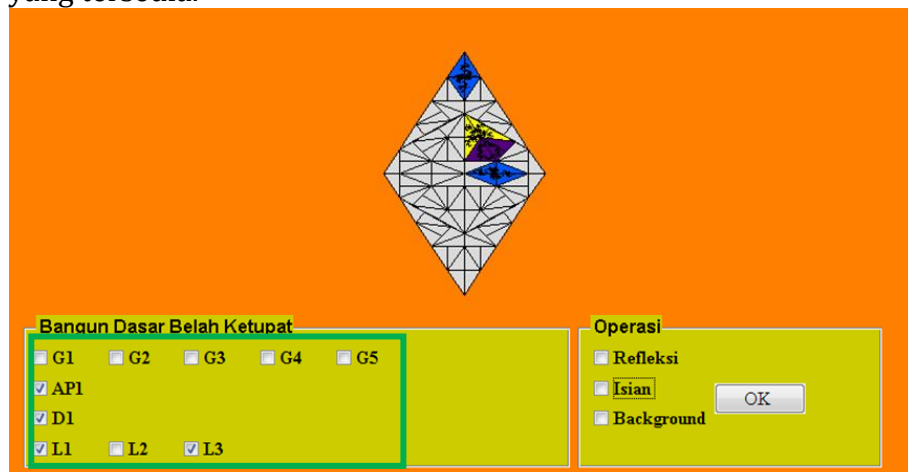 yang tersedia.
Bangun Dasar Belah Ketupat
G1 G2 G3 G4 G5
AP1
D1
L1 L2 L3
Operasi
Refleksi
Isian
Background
OK